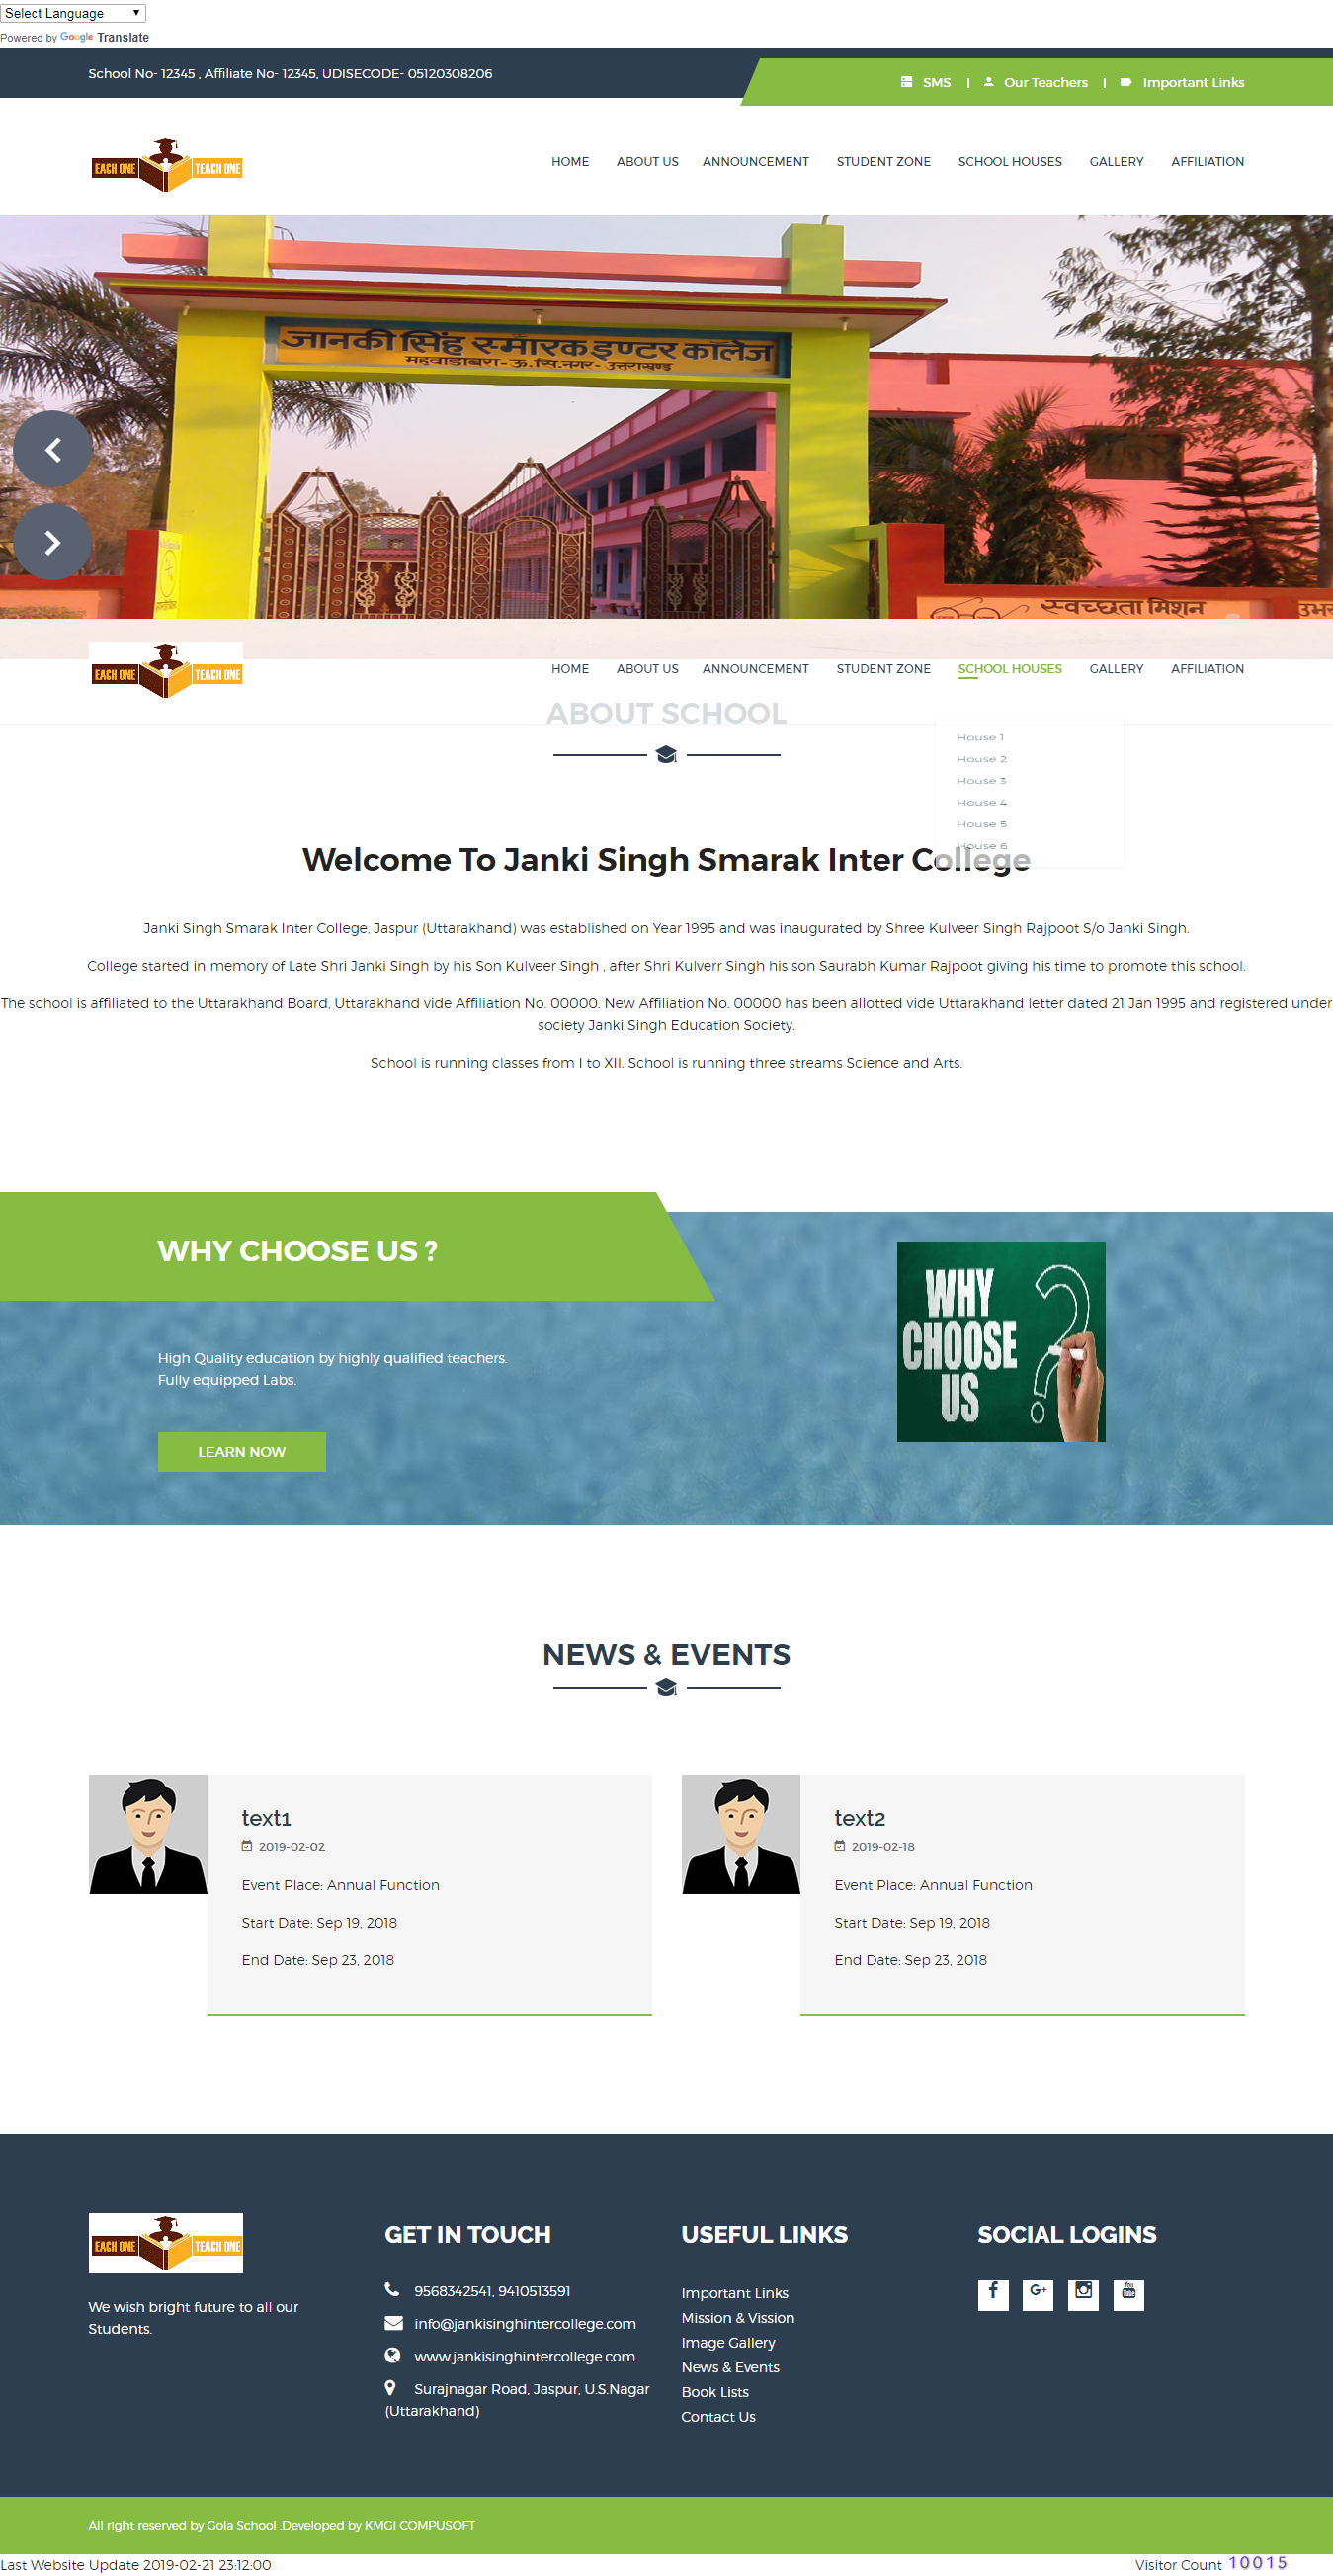 Select Language
Powered by Google Translate
School No- 12345 , Affiliate No- 12345, UDISECODE- 05120308206
SMS | Our Teachers | Important Links
EACH ONE TEACH ONE
HOME ABOUT US ANNOUNCEMENT STUDENT ZONE SCHOOL HOUSES GALLERY AFFILIATION
जानकी सिंह स्मारक इण्टर कॉलेज
महुवाडाबरा-ऊ.सि.नगर-उत्तराखण्ड
स्वच्छता मिशन
EACH ONE TEACH ONE
HOME ABOUT US ANNOUNCEMENT STUDENT ZONE SCHOOL HOUSES GALLERY AFFILIATION
ABOUT SCHOOL
House 1
House 2
House 3
House 4
House 5
House 6
Welcome To Janki Singh Smarak Inter College
Janki Singh Smarak Inter College, Jaspur (Uttarakhand) was established on Year 1995 and was inaugurated by Shree Kulveer Singh Rajpoot S/o Janki Singh.
College started in memory of Late Shri Janki Singh by his Son Kulveer Singh , after Shri Kulverr Singh his son Saurabh Kumar Rajpoot giving his time to promote this school.
The school is affiliated to the Uttarakhand Board, Uttarakhand vide Affiliation No. 00000. New Affiliation No. 00000 has been allotted vide Uttarakhand letter dated 21 Jan 1995 and registered under
society Janki Singh Education Society.
School is running classes from I to XII. School is running three streams Science and Arts.
WHY CHOOSE US ?
High Quality education by highly qualified teachers.
Fully equipped Labs.
LEARN NOW
WHY
CHOOSE
US
NEWS & EVENTS
text1
2019-02-02
Event Place: Annual Function
Start Date: Sep 19, 2018
End Date: Sep 23, 2018
text2
2019-02-18
Event Place: Annual Function
Start Date: Sep 19, 2018
End Date: Sep 23, 2018
EACH ONE TEACH ONE
We wish bright future to all our
Students.
GET IN TOUCH
9568342541, 9410513591
info@jankisinghintercollege.com
www.jankisinghintercollege.com
Surajnagar Road, Jaspur, U.S.Nagar
(Uttarakhand)
USEFUL LINKS
Important Links
Mission & Vission
Image Gallery
News & Events
Book Lists
Contact Us
SOCIAL LOGINS
All right reserved by Gola School .Developed by KMGI COMPUSOFT
Last Website Update 2019-02-21 23:12:00
Visitor Count 10015